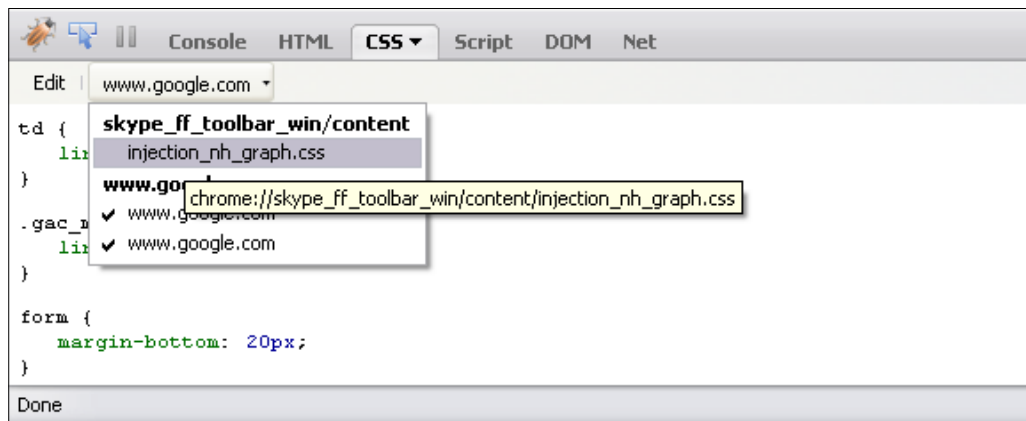 Console HTML CSS Script DOM Net
Edit www.google.com
td {
skype_ff_toolbar_win/content
injection_nh_graph.css
}
chrome://skype_ff_toolbar_win/content/injection_nh_graph.css
www.google.com
www.google.com
}
form {
margin-bottom: 20px;
}
Done